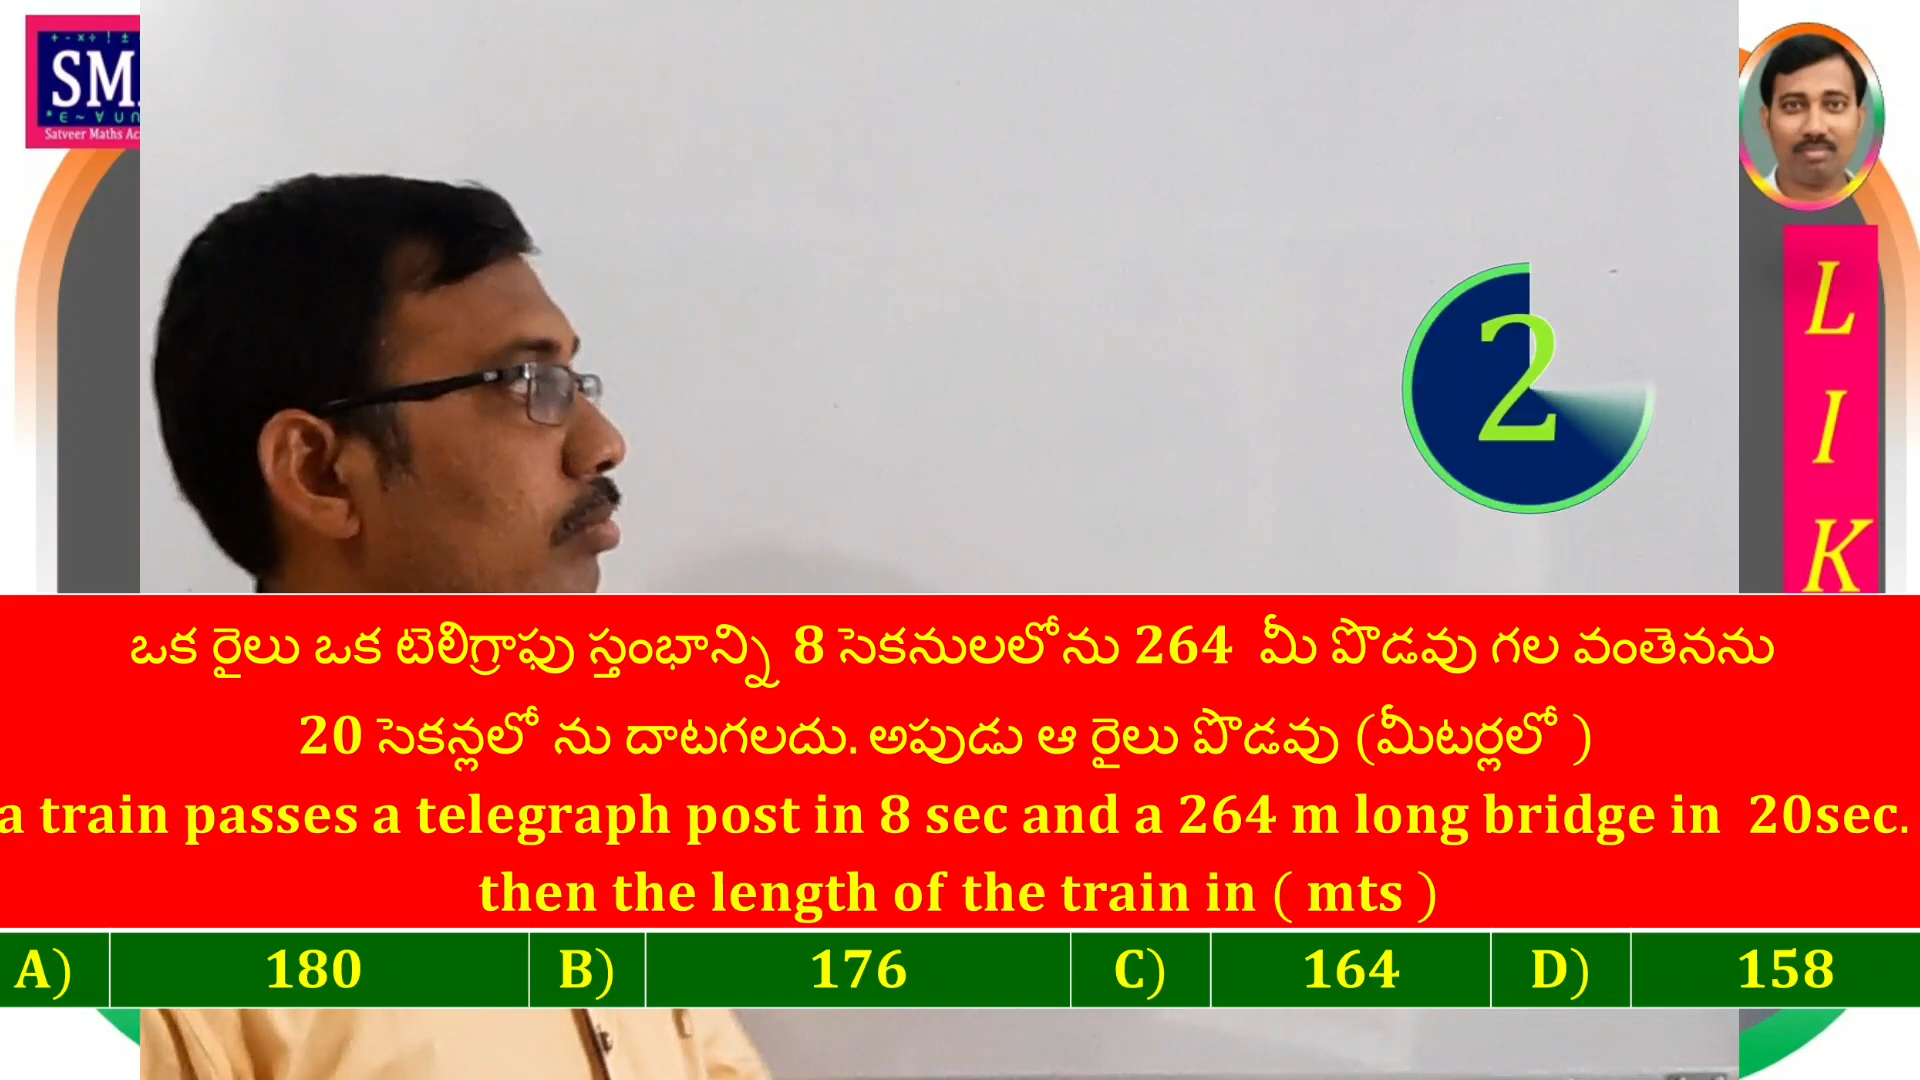 + - × ÷ ! ±
SM
* ∈ ~ ∀ ∪ ∩
Satveer Maths Ac
2
L
I
K
ఒక రైలు ఒక టెలిగ్రాఫు స్తంభాన్ని 8 సెకనులలోను 264 మీ పొడవు గల వంతెనను
20 సెకన్లలో ను దాటగలదు. అపుడు ఆ రైలు పొడవు (మీటర్లలో )
a train passes a telegraph post in 8 sec and a 264 m long bridge in 20sec.
then the length of the train in ( mts )
A) 180 B) 176 C) 164 D) 158